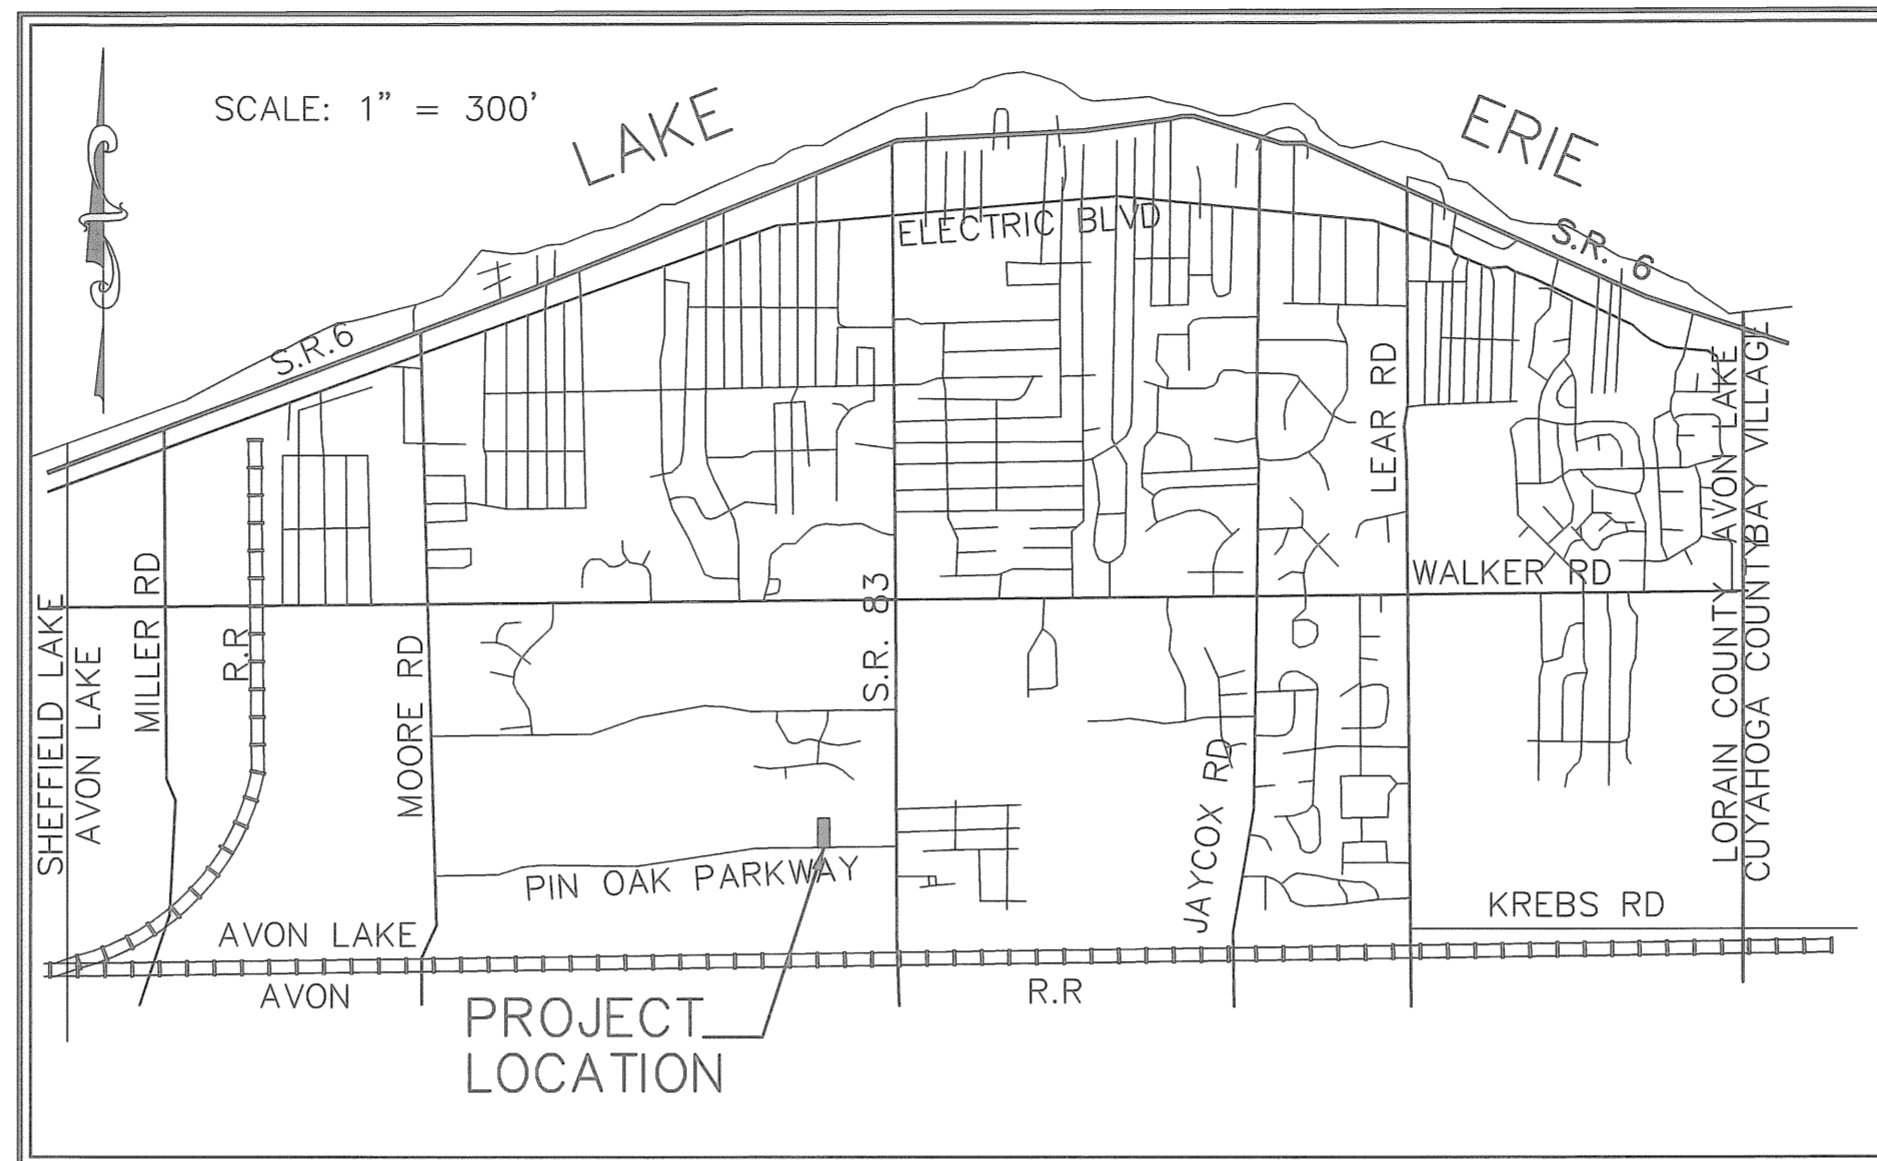 SCALE: 1” = 300’
LAKE
ERIE
ELECTRIC BLVD
S.R. 6
S.R.6
LEAR RD
AVON LAKE
BAY VILLAGE
WALKER RD
S.R. 83
MILLER RD
R.R
MOORE RD
SHEFFIELD LAKE
AVON LAKE
LORAIN COUNTY
CUYAHOGA COUNTY
JAYCOX RD
PIN OAK PARKWAY
KREBS RD
AVON LAKE
AVON
R.R
PROJECT
LOCATION